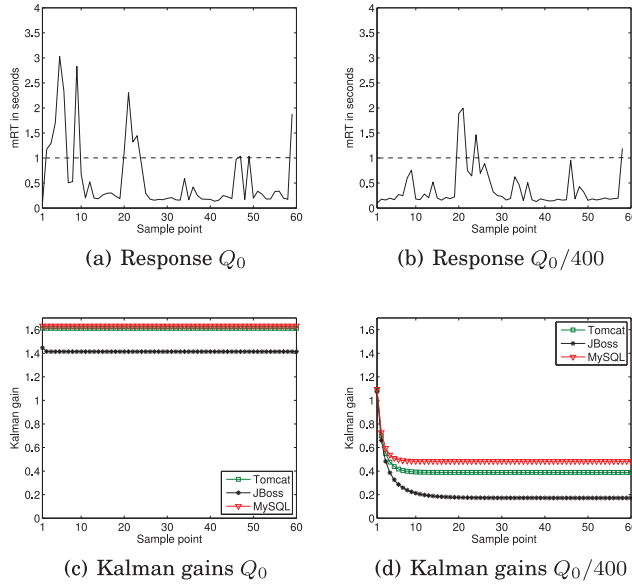 4
3.5
3
2.5
2
1.5
1
0.5
0
mRT in seconds
1 10 20 30 40 50 60
Sample point
(a) Response Q0
4
3.5
3
2.5
2
1.5
1
0.5
0
mRT in seconds
1 10 20 30 40 50 60
Sample point
(b) Response Q0/400
1.6
1.4
1.2
1
0.8
0.6
0.4
0.2
0
Kalman gain
Tomcat
JBoss
MySQL
1 10 20 30 40 50 60
Sample point
(c) Kalman gains Q0
1.6
1.4
1.2
1
0.8
0.6
0.4
0.2
0
Kalman gain
Tomcat
JBoss
MySQL
1 10 20 30 40 50 60
Sample point
(d) Kalman gains Q0/400